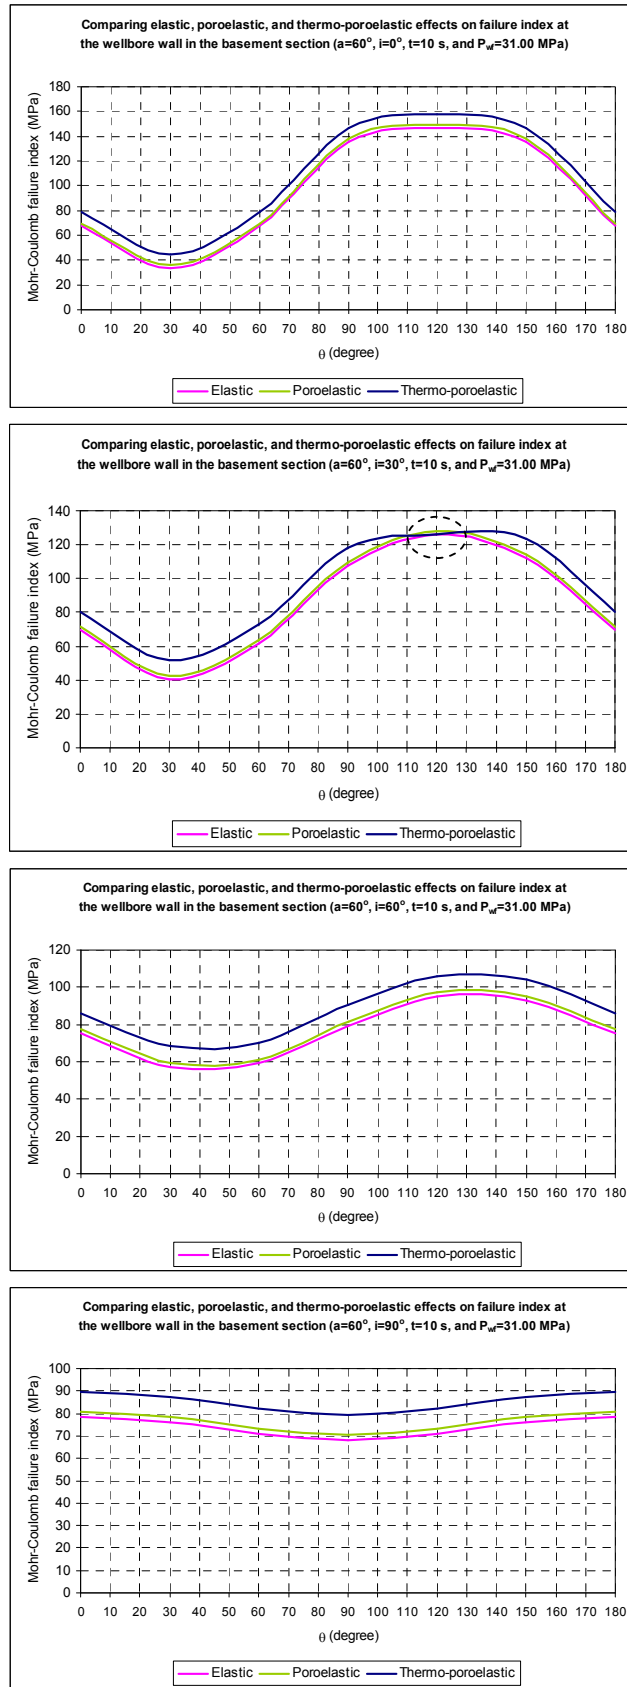 Comparing elastic, poroelastic, and thermo-poroelastic effects on failure index at
the wellbore wall in the basement section (a=60°, i=0°, t=10 s, and Pwf=31.00 MPa)
Mohr-Coulomb failure index (MPa)
180
160
140
120
100
80
60
40
20
0
0 10 20 30 40 50 60 70 80 90 100 110 120 130 140 150 160 170 180
θ (degree)
Elastic Poroelastic Thermo-poroelastic
Comparing elastic, poroelastic, and thermo-poroelastic effects on failure index at
the wellbore wall in the basement section (a=60°, i=30°, t=10 s, and Pwf=31.00 MPa)
Mohr-Coulomb failure index (MPa)
140
120
100
80
60
40
20
0
0 10 20 30 40 50 60 70 80 90 100 110 120 130 140 150 160 170 180
θ (degree)
Elastic Poroelastic Thermo-poroelastic
Comparing elastic, poroelastic, and thermo-poroelastic effects on failure index at
the wellbore wall in the basement section (a=60°, i=60°, t=10 s, and Pwf=31.00 MPa)
Mohr-Coulomb failure index (MPa)
120
100
80
60
40
20
0
0 10 20 30 40 50 60 70 80 90 100 110 120 130 140 150 160 170 180
θ (degree)
Elastic Poroelastic Thermo-poroelastic
Comparing elastic, poroelastic, and thermo-poroelastic effects on failure index at
the wellbore wall in the basement section (a=60°, i=90°, t=10 s, and Pwf=31.00 MPa)
Mohr-Coulomb failure index (MPa)
100
90
80
70
60
50
40
30
20
10
0
0 10 20 30 40 50 60 70 80 90 100 110 120 130 140 150 160 170 180
θ (degree)
Elastic Poroelastic Thermo-poroelastic